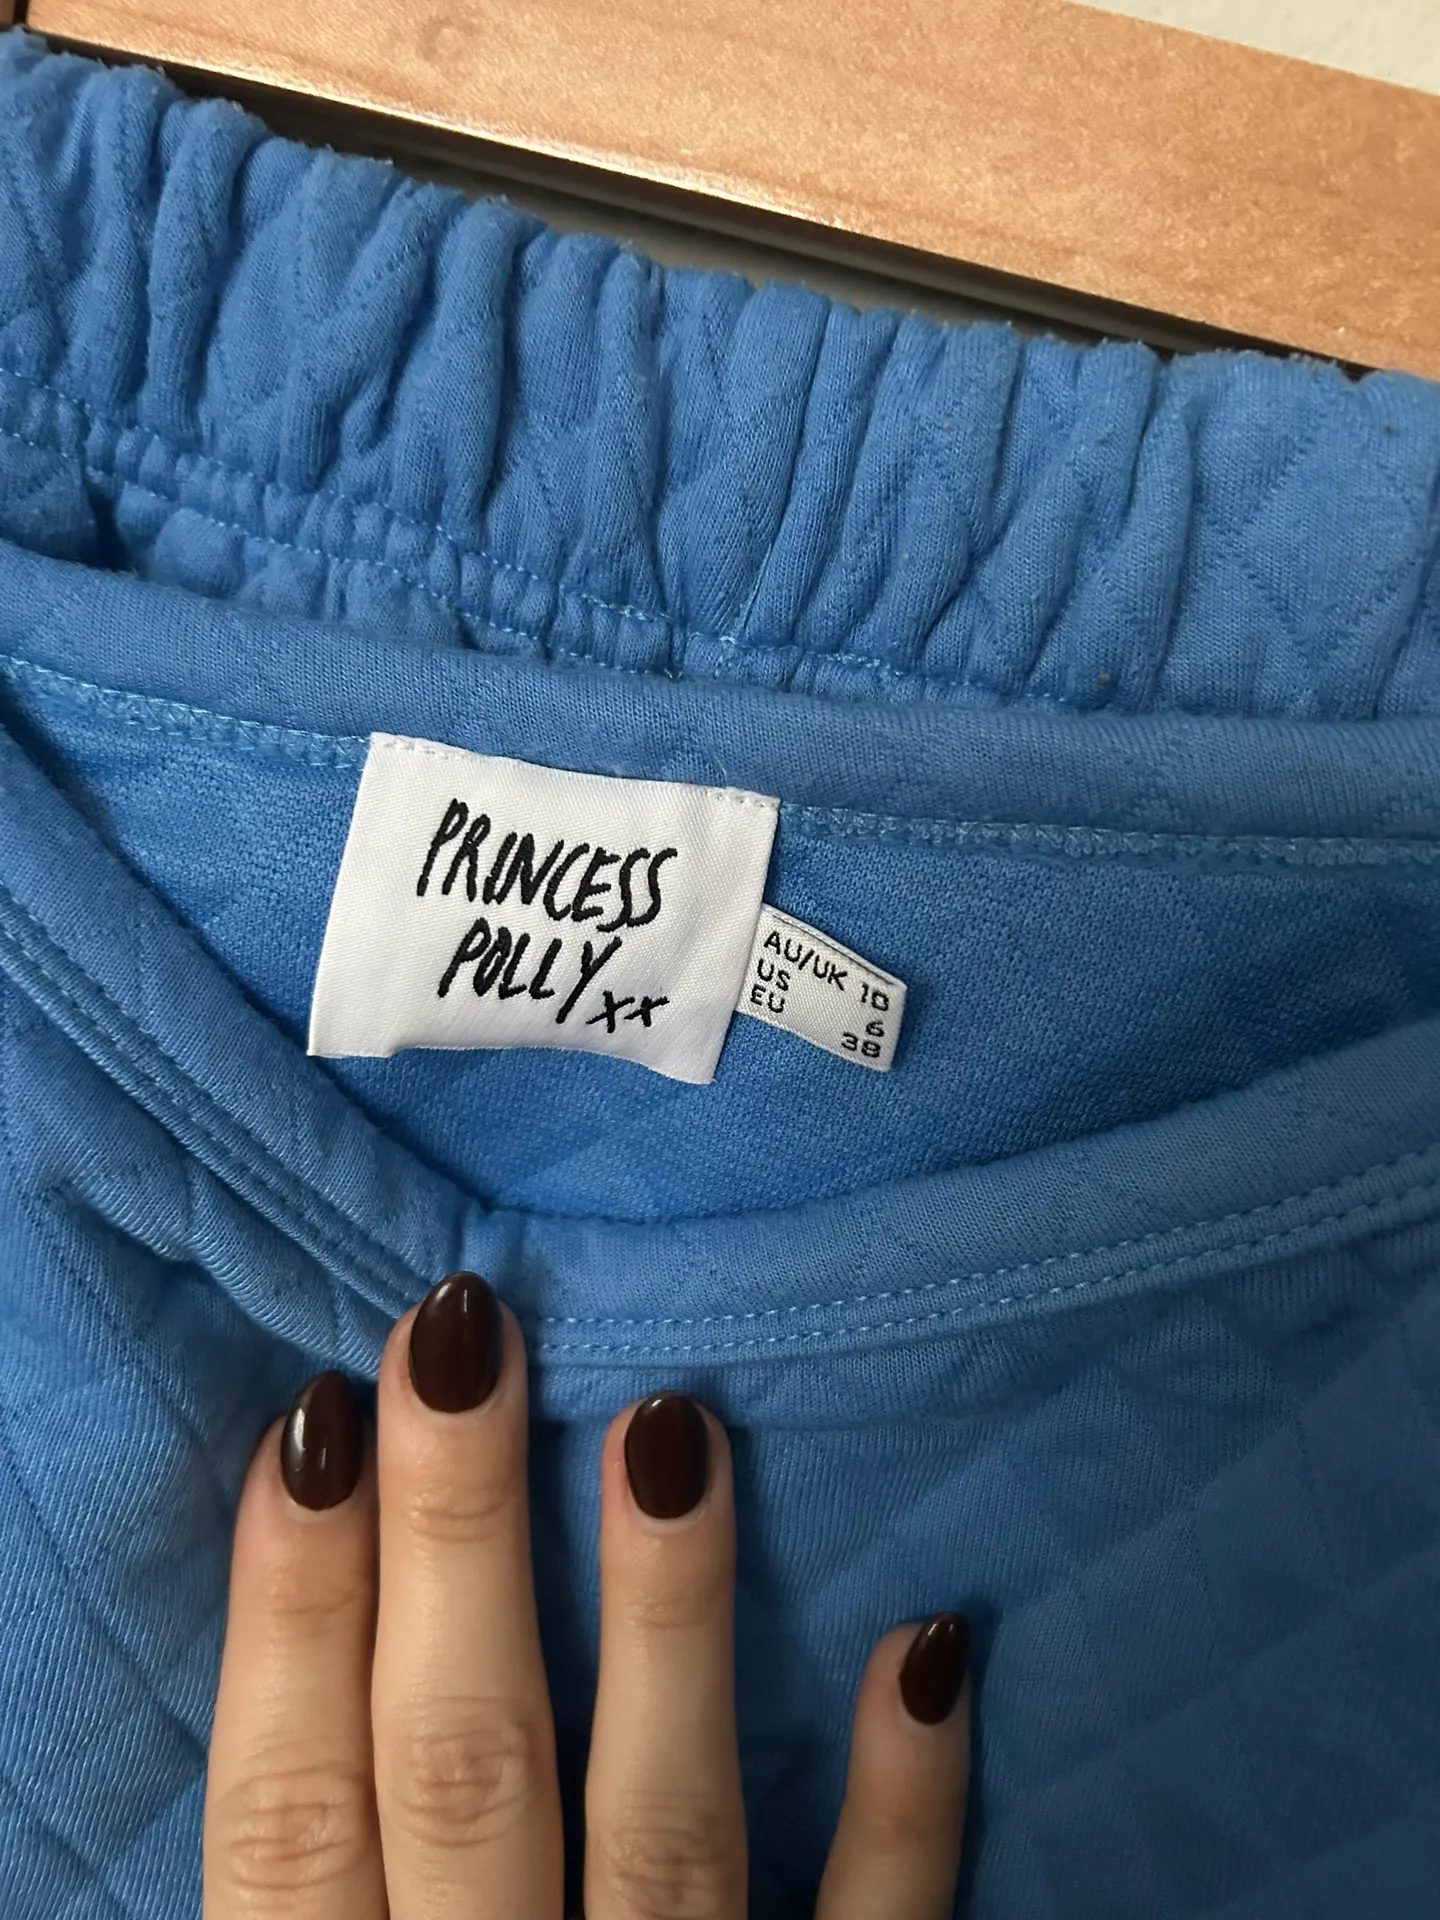 PRINCESS
POLLY xx
AU/UK 10
US 6
EU 38